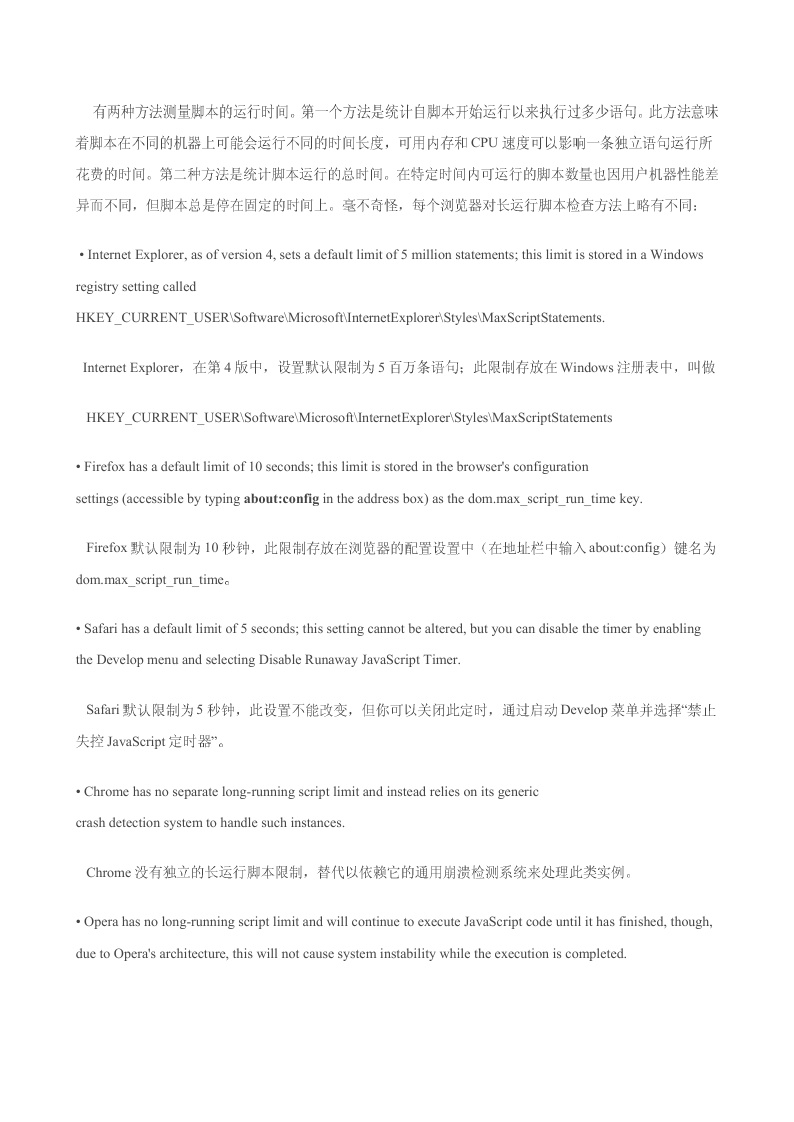 有两种方法测量脚本的运行时间。第一个方法是统计自脚本开始运行以来执行过多少语句。此方法意味
着脚本在不同的机器上可能会运行不同的时间长度，可用内存和 CPU 速度可以影响一条独立语句运行所
花费的时间。第二种方法是统计脚本运行的总时间。在特定时间内可运行的脚本数量也因用户机器性能差
异而不同，但脚本总是停在固定的时间上。毫不奇怪，每个浏览器对长运行脚本检查方法上略有不同：
• Internet Explorer, as of version 4, sets a default limit of 5 million statements; this limit is stored in a Windows
registry setting called
HKEY_CURRENT_USER\Software\Microsoft\InternetExplorer\Styles\MaxScriptStatements.
Internet Explorer，在第 4 版中，设置默认限制为 5 百万条语句；此限制存放在 Windows 注册表中，叫做
HKEY_CURRENT_USER\Software\Microsoft\InternetExplorer\Styles\MaxScriptStatements
• Firefox has a default limit of 10 seconds; this limit is stored in the browser's configuration
settings (accessible by typing about:config in the address box) as the dom.max_script_run_time key.
Firefox 默认限制为 10 秒钟，此限制存放在浏览器的配置设置中（在地址栏中输入 about:config）键名为
dom.max_script_run_time。
• Safari has a default limit of 5 seconds; this setting cannot be altered, but you can disable the timer by enabling
the Develop menu and selecting Disable Runaway JavaScript Timer.
Safari 默认限制为 5 秒钟，此设置不能改变，但你可以关闭此定时，通过启动 Develop 菜单并选择“禁止
失控 JavaScript 定时器”。
• Chrome has no separate long-running script limit and instead relies on its generic
crash detection system to handle such instances.
Chrome 没有独立的长运行脚本限制，替代以依赖它的通用崩溃检测系统来处理此类实例。
• Opera has no long-running script limit and will continue to execute JavaScript code until it has finished, though,
due to Opera's architecture, this will not cause system instability while the execution is completed.